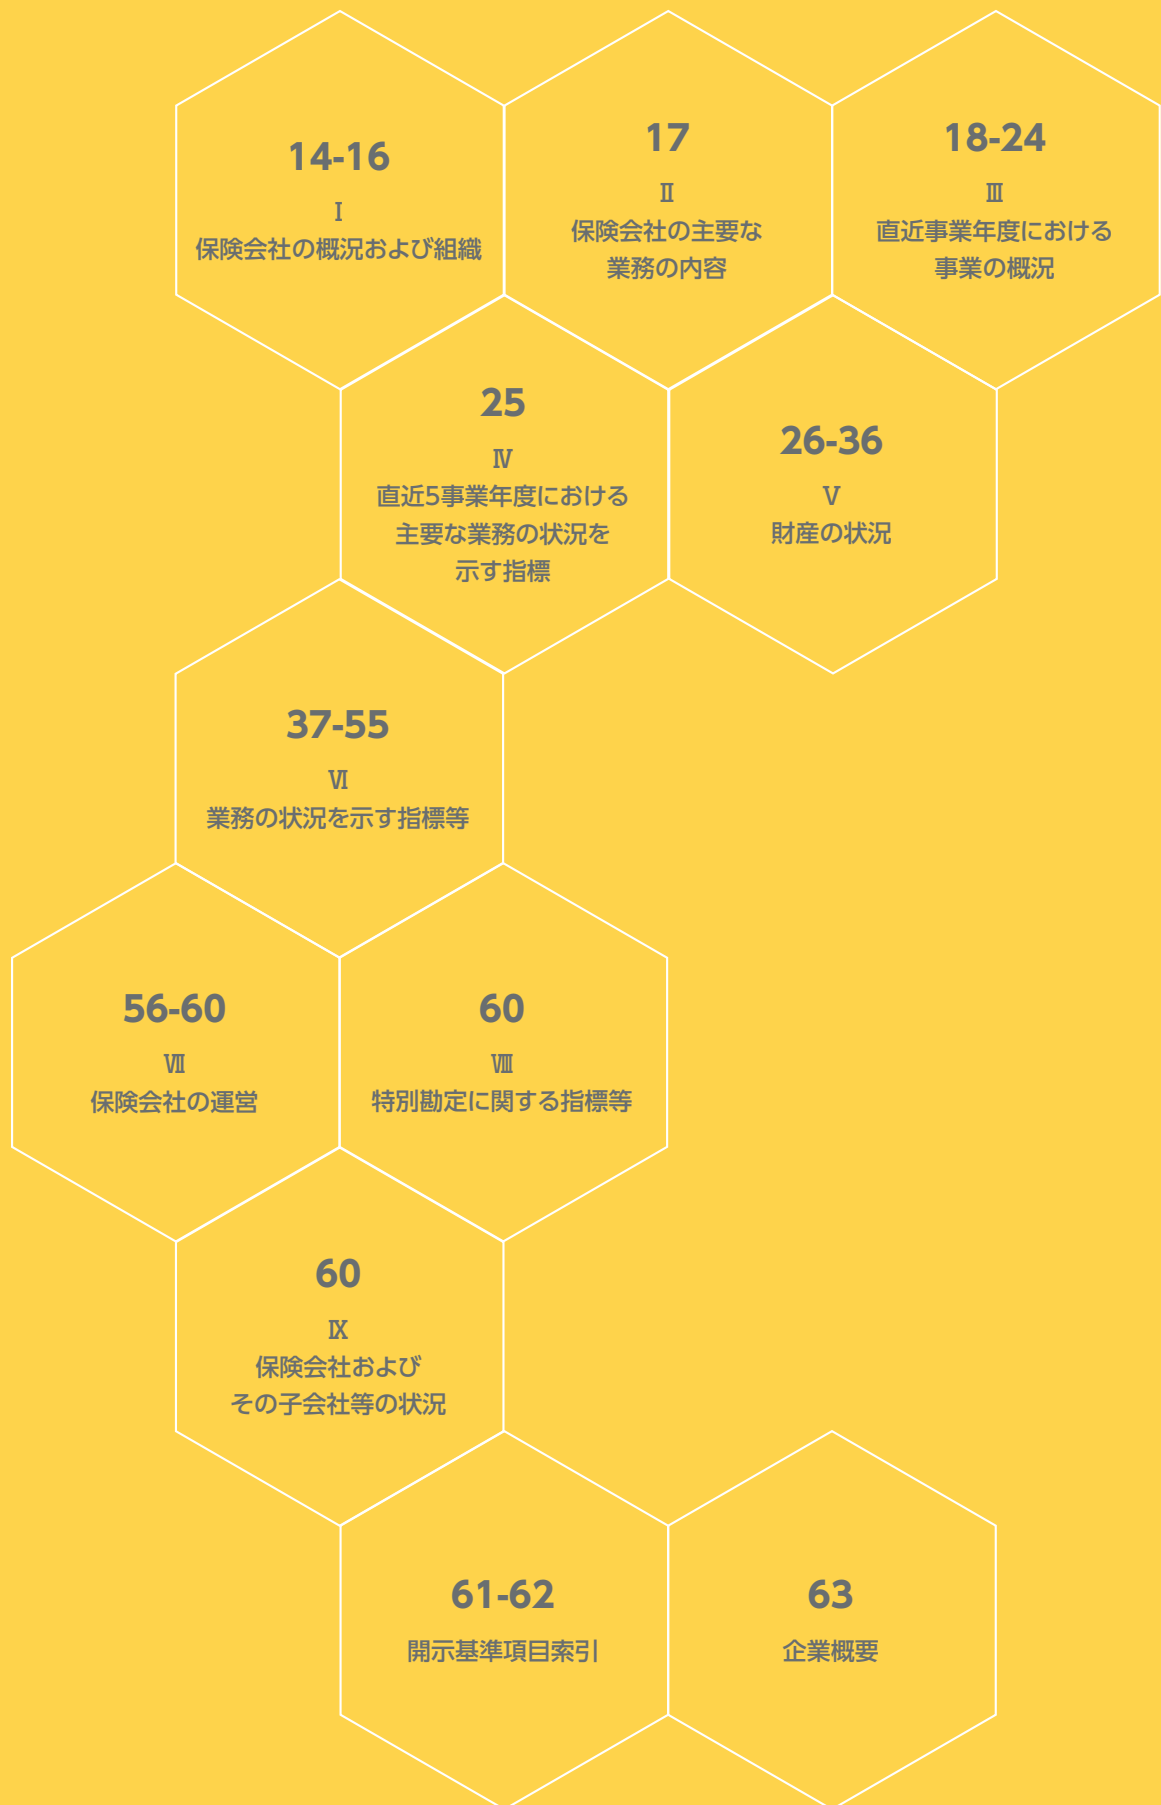 14-16
Ⅰ
保険会社の概況および組織
17
Ⅱ
保険会社の主要な
業務の内容
18-24
Ⅲ
直近事業年度における
事業の概況
25
Ⅳ
直近5事業年度における
主要な業務の状況を
示す指標
26-36
Ⅴ
財産の状況
37-55
Ⅵ
業務の状況を示す指標等
56-60
Ⅶ
保険会社の運営
60
Ⅷ
特別勘定に関する指標等
60
Ⅸ
保険会社および
その子会社等の状況
61-62
開示基準項目索引
63
企業概要